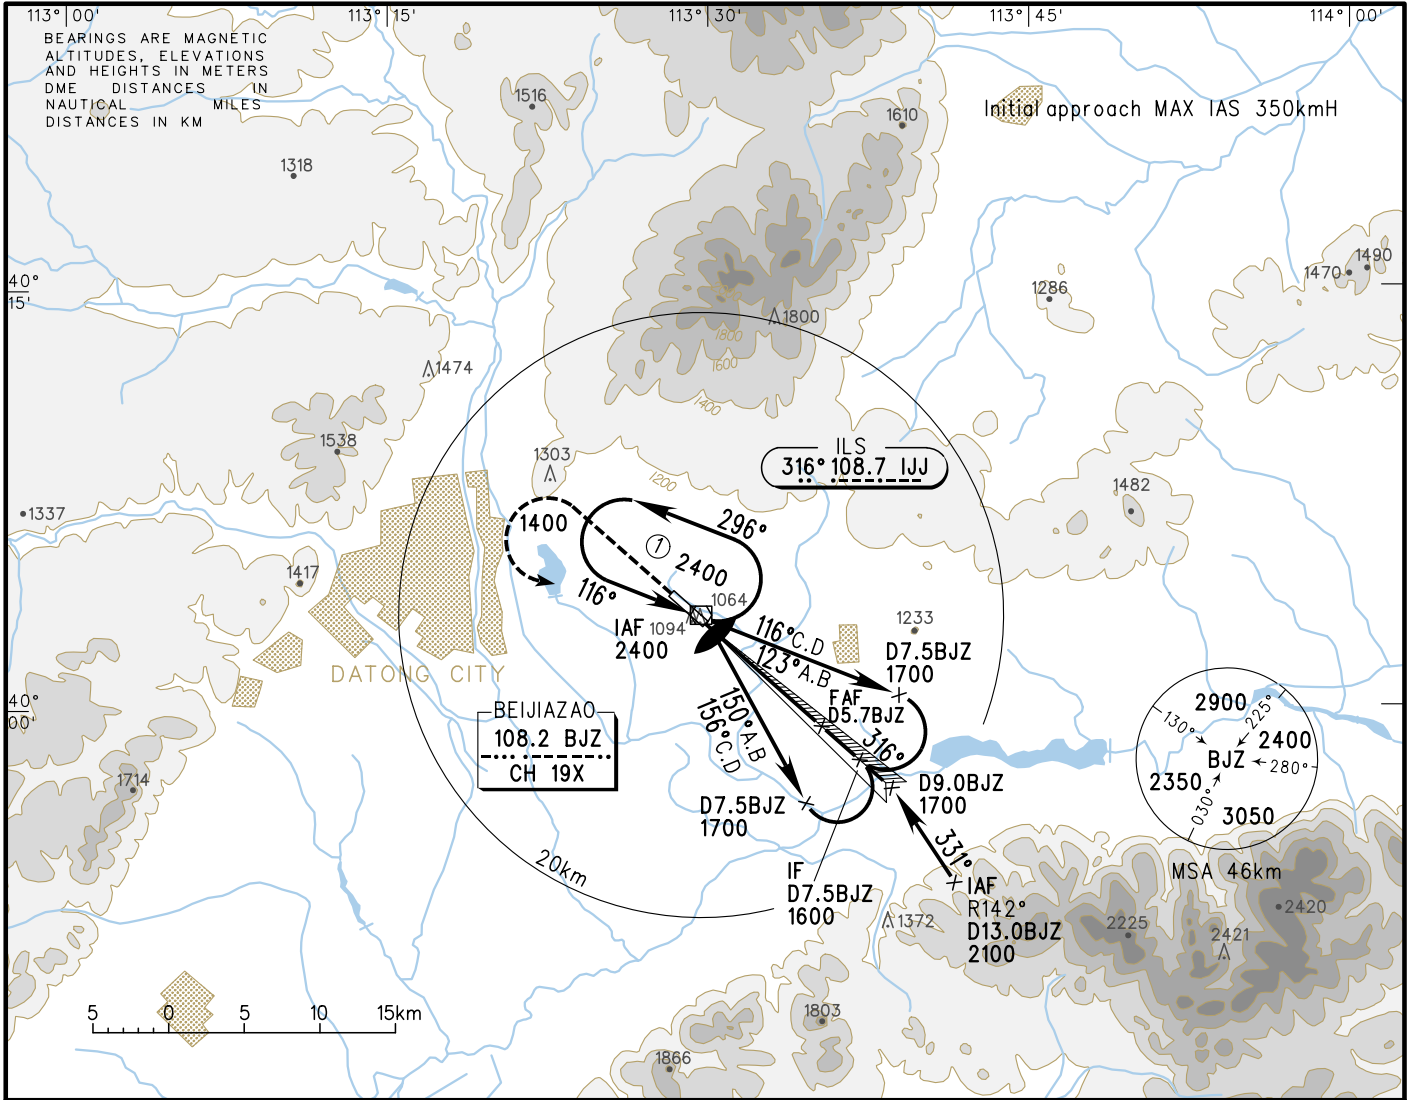 113° 00'
113° 15'
113° 30'
113° 45'
114° 00'
BEARINGS ARE MAGNETIC
ALTITUDES, ELEVATIONS
AND HEIGHTS IN METERS
DME DISTANCES IN
NAUTICAL MILES
DISTANCES IN KM
Initial approach MAX IAS 350kmH
1516
1610
1318
1490
1470
40°
15'
1286
1800
1800
1600
1474
1400
1538
1303
1200
ILS
316° 108.7 IJJ
1482
1337
1400
296°
1
2400
1417
116°
1064
IAF 1094
2400
116°C.D
123°A.B
1233
D7.5BJZ
1700
DATONG CITY
40°
00'
FAF
D5.7BJZ
150°A.B
156°C.D
316°
BEIJIAZAO
108.2 BJZ
CH 19X
2900
130°
225°
2400
BJZ
280°
2350
030°
3050
MSA 46km
1714
D7.5BJZ
1700
D9.0BJZ
1700
331°
20km
IF
D7.5BJZ
1600
IAF
R142°
D13.0BJZ
2100
1372
2225
2420
2421
5 0 5 10 15km
1803
1866